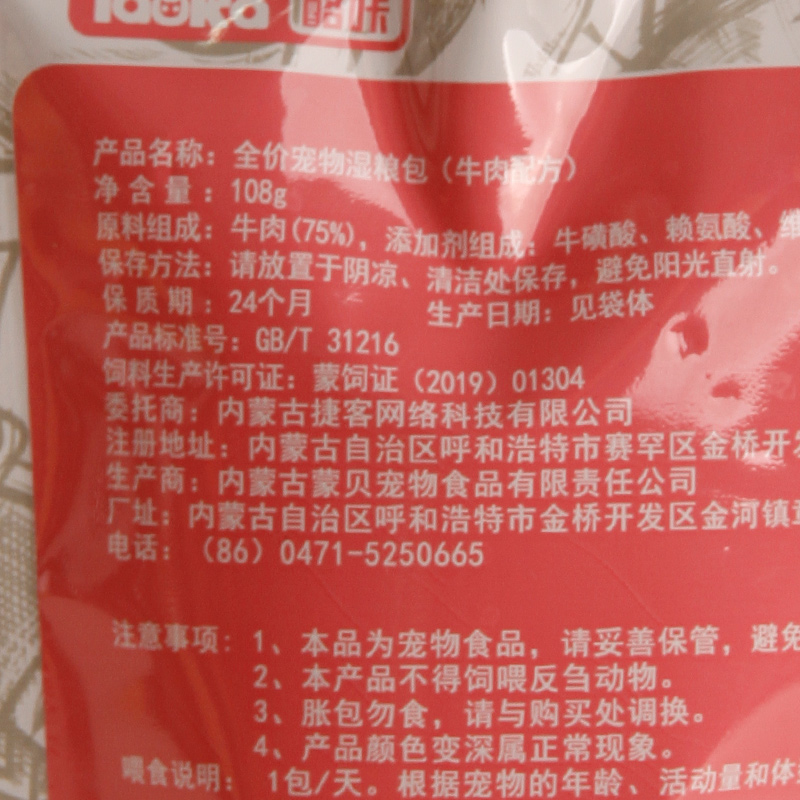 酷味
产品名称：全价宠物湿粮包（牛肉配方）
净含量：108g
原料组成：牛肉(75%)，添加剂组成：牛磺酸、赖氨酸、维
保存方法：请放置于阴凉、清洁处保存，避免阳光直射。
保质期：24个月 生产日期：见袋体
产品标准号：GB/T 31216
饲料生产许可证：蒙饲证（2019）01304
委托商：内蒙古捷客网络科技有限公司
注册地址：内蒙古自治区呼和浩特市赛罕区金桥开发
生产商：内蒙古蒙贝宠物食品有限责任公司
厂址：内蒙古自治区呼和浩特市金桥开发区金河镇
电话：（86）0471-5250665
注意事项：1、本品为宠物食品，请妥善保管，避免
2、本产品不得饲喂反刍动物。
3、胀包勿食，请与购买处调换。
4、产品颜色变深属正常现象。
喂食说明：1包/天。根据宠物的年龄、活动量和体